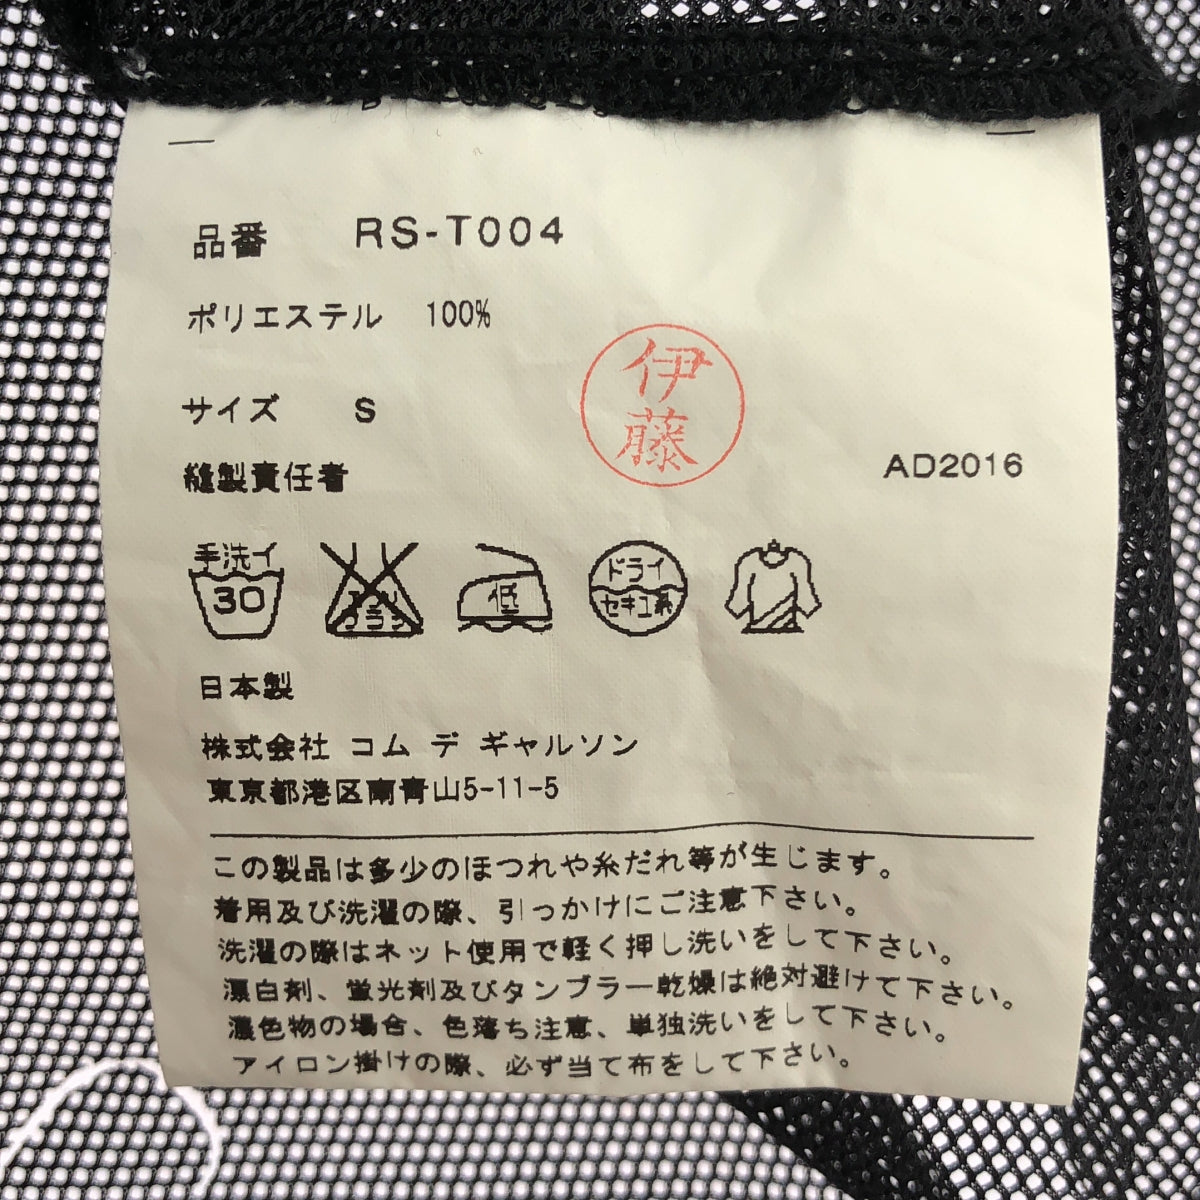 品番 RS-T004
ポリエステル 100%
サイズ S
伊藤
縫製責任者
AD2016
手洗イ
30
エンソ
サラシ
低
ドライ
セキユ系
日本製
株式会社 コム デ ギャルソン
東京都港区南青山5-11-5
この製品は多少のほつれや糸だれ等が生じます。
着用及び洗濯の際、引っかけにご注意下さい。
洗濯の際はネット使用で軽く押し洗いをして下さい。
漂白剤、蛍光剤及びタンブラー乾燥は絶対避けて下さい。
濃色物の場合、色落ち注意、単独洗いをして下さい。
アイロン掛けの際、必ず当て布をして下さい。